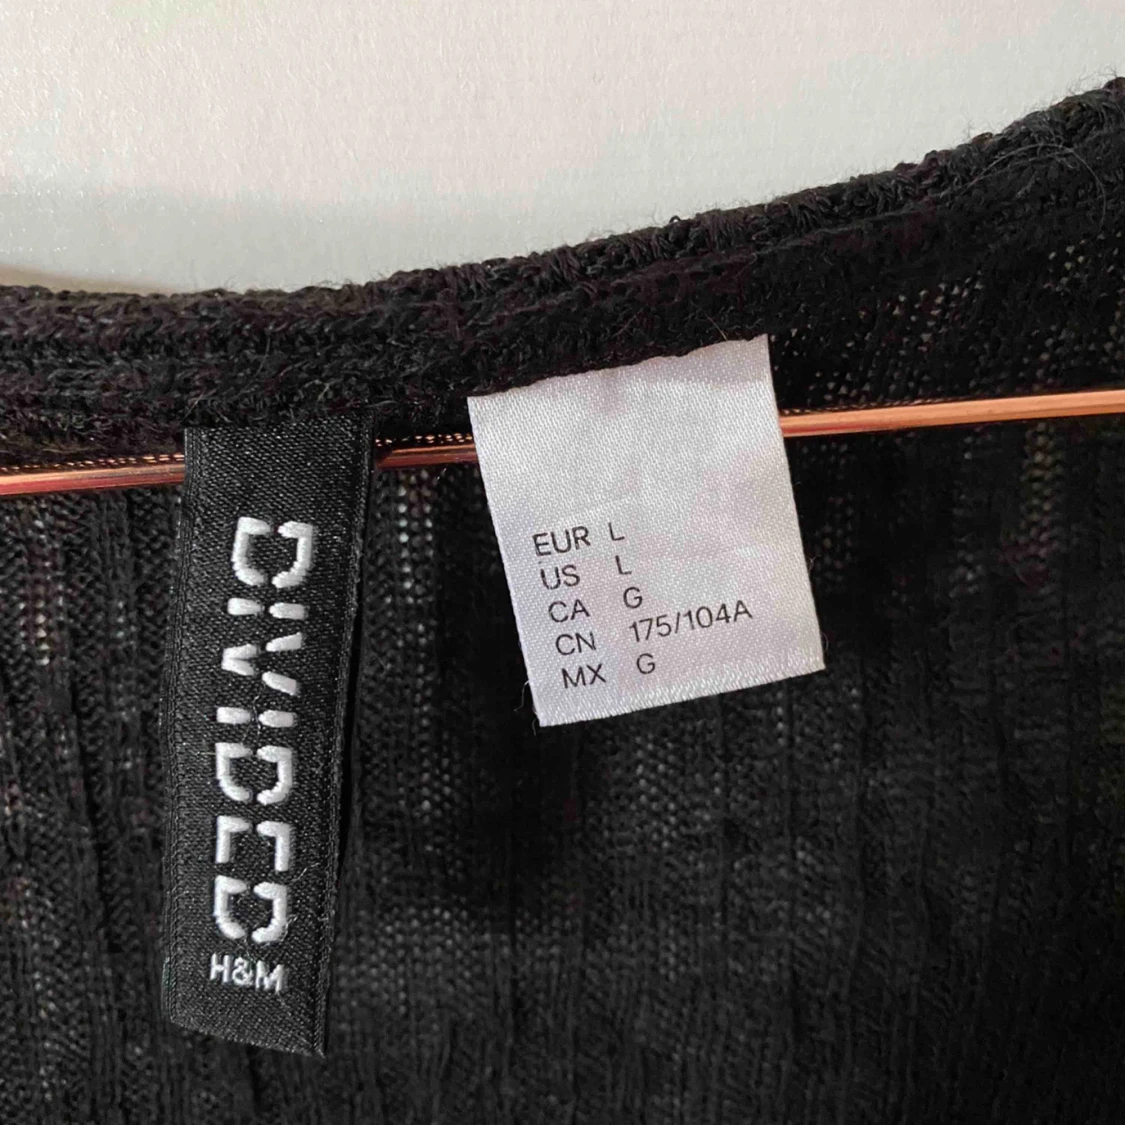 DIVIDED
H&M
EUR L
US L
CA G
CN 175/104A
MX G